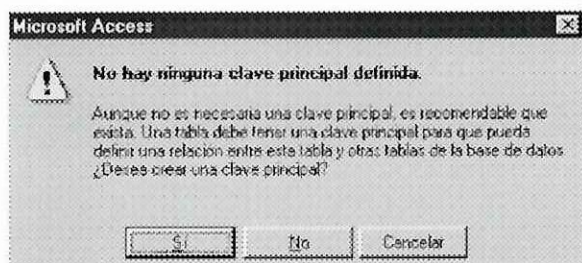 Microsoft Access
No hay ninguna clave principal definida.
Aunque no es necesaria una clave principal, es recomendable que
exista. Una tabla debe tener una clave principal para que pueda
definir una relación entre esta tabla y otras tablas de la base de datos.
¿Desea crear una clave principal?
Sí No Cancelar